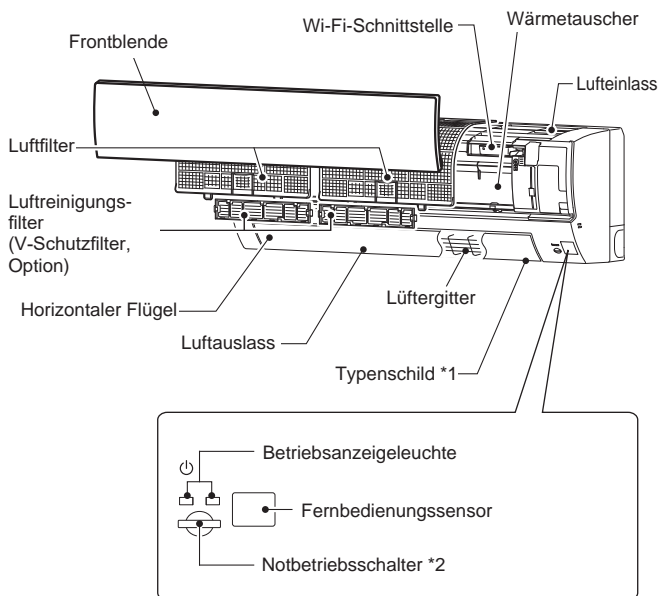 Wi-Fi-Schnittstelle
Wärmetauscher
Frontblende
Lufteinlass
Luftfilter
Luftreinigungs-
filter
(V-Schutzfilter,
Option)
Horizontaler Flügel
Lüftergitter
Luftauslass
Typenschild *1
Betriebsanzeigeleuchte
Fernbedienungssensor
Notbetriebsschalter *2